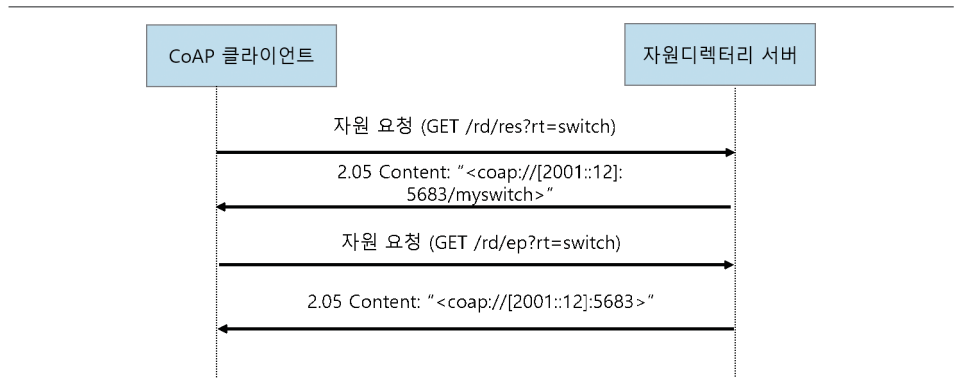 CoAP 클라이언트
자원디렉터리 서버
자원 요청 (GET /rd/res?rt=switch)
2.05 Content: “<coap://[2001::12]:
5683/myswitch>“
자원 요청 (GET /rd/ep?rt=switch)
2.05 Content: “<coap://[2001::12]:5683>“